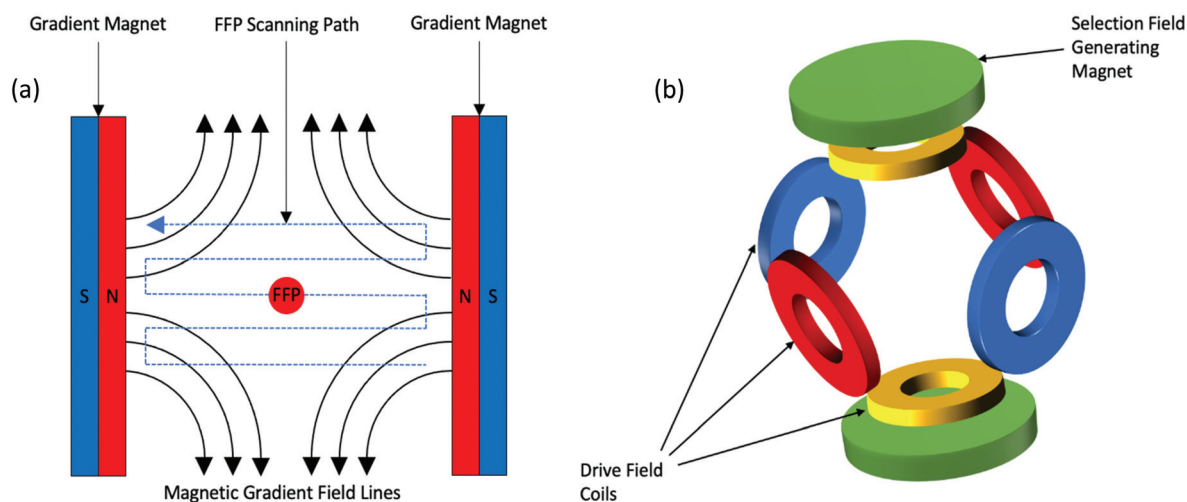 Gradient Magnet
FFP Scanning Path
Gradient Magnet
(a)
S
N
FFP
N
S
Magnetic Gradient Field Lines
(b)
Selection Field
Generating
Magnet
Drive Field
Coils